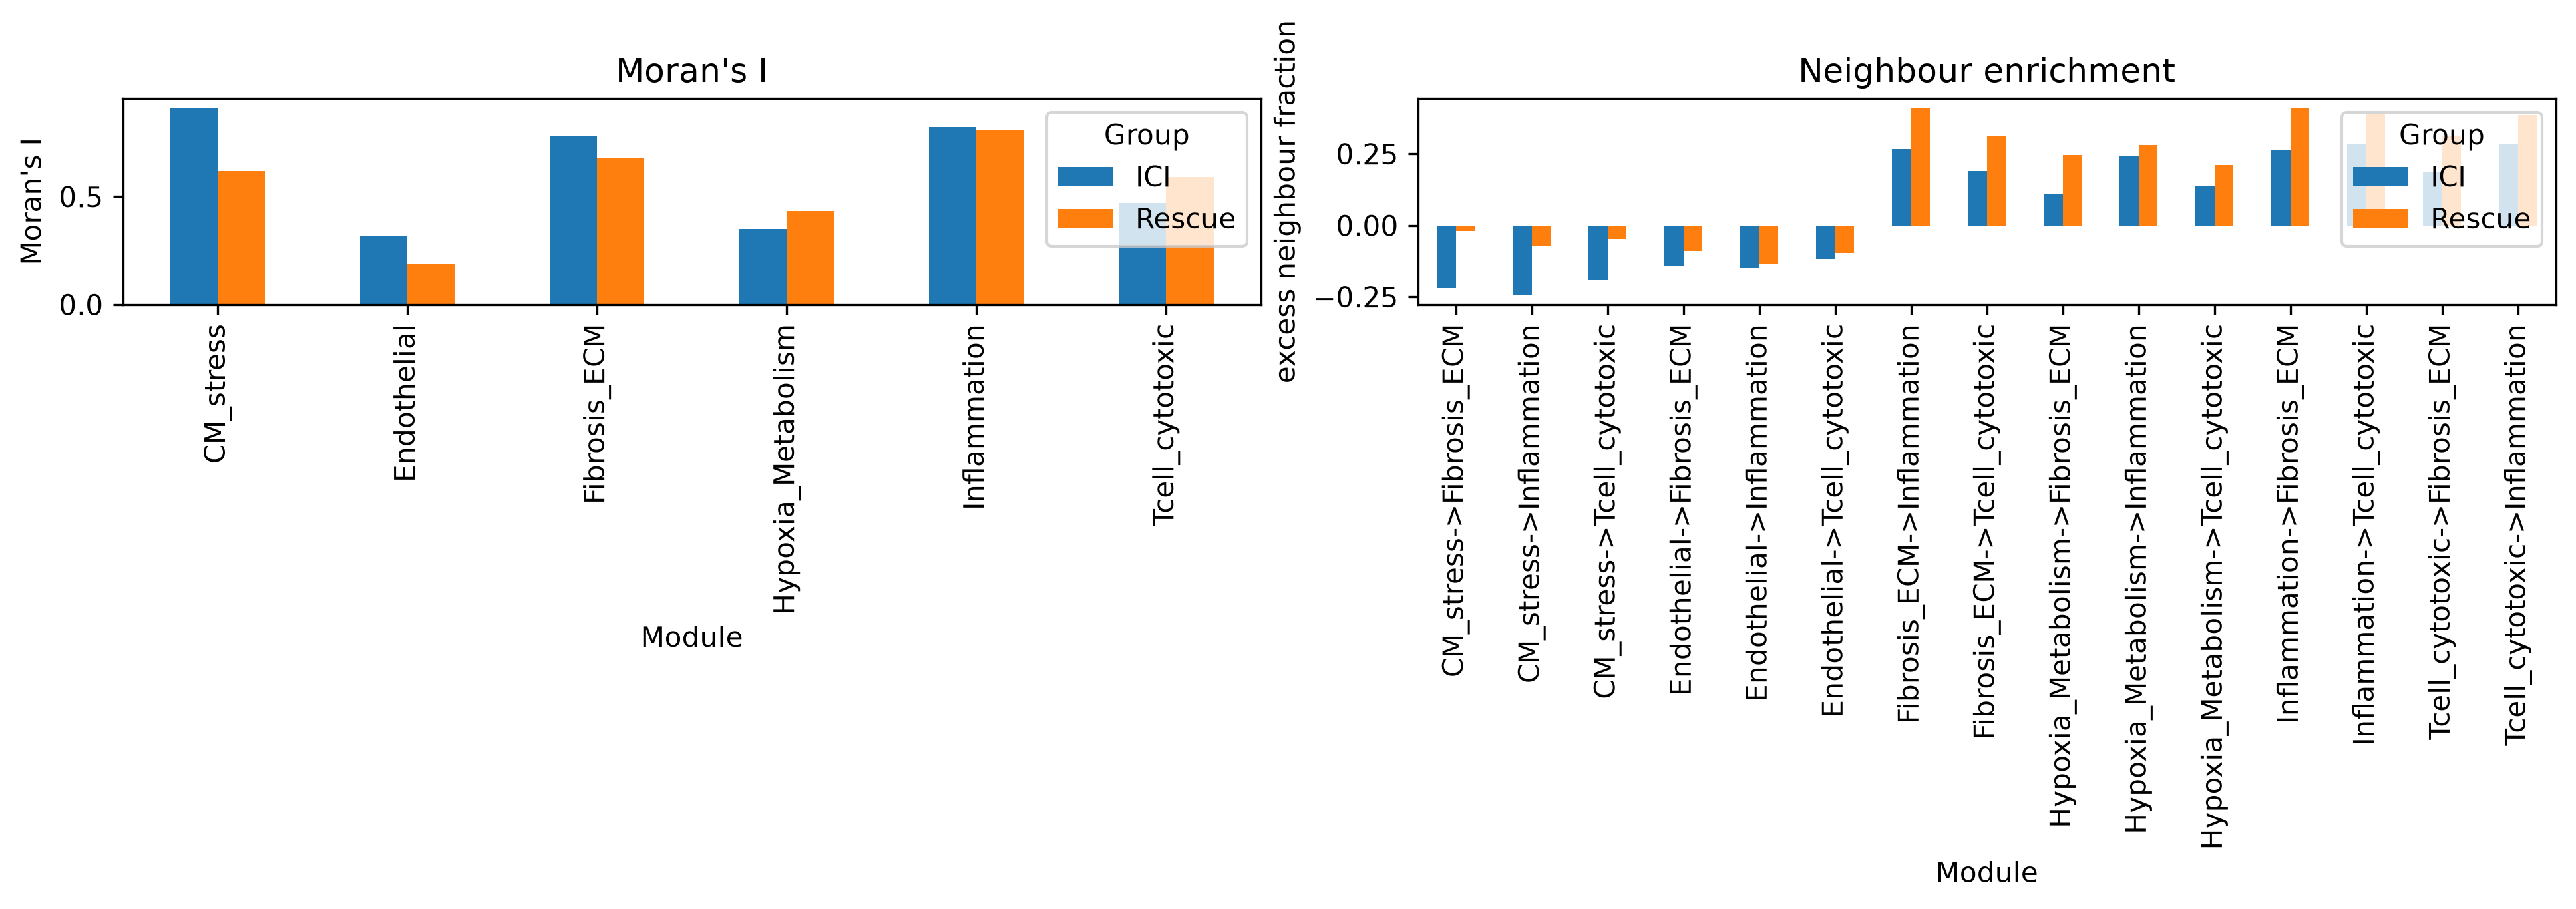 Moran's I
Moran's I
0.5
0.0
Group
ICI
Rescue
CM_stress
Endothelial
Fibrosis_ECM
Hypoxia_Metabolism
Inflammation
Tcell_cytotoxic
Module
Neighbour enrichment
excess neighbour fraction
0.25
0.00
−0.25
Group
ICI
Rescue
CM_stress->Fibrosis_ECM
CM_stress->Inflammation
CM_stress->Tcell_cytotoxic
Endothelial->Fibrosis_ECM
Endothelial->Inflammation
Endothelial->Tcell_cytotoxic
Fibrosis_ECM->Inflammation
Fibrosis_ECM->Tcell_cytotoxic
Hypoxia_Metabolism->Fibrosis_ECM
Hypoxia_Metabolism->Inflammation
Hypoxia_Metabolism->Tcell_cytotoxic
Inflammation->Fibrosis_ECM
Inflammation->Tcell_cytotoxic
Tcell_cytotoxic->Fibrosis_ECM
Tcell_cytotoxic->Inflammation
Module